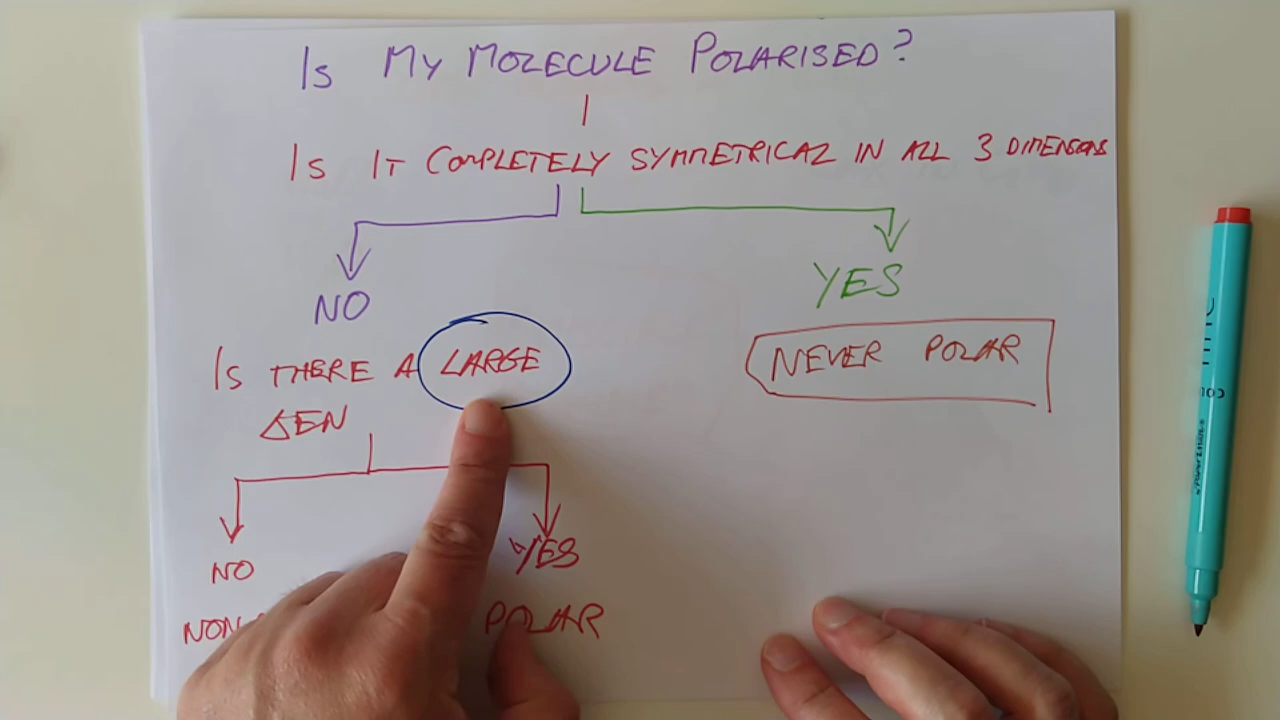 Is My Molecule Polarised?
Is It Completely symmetrical in all 3 dimensions
NO
YES
Is there a LARGE
ΔEN
NEVER POLAR
NO
YES
NON
POLAR